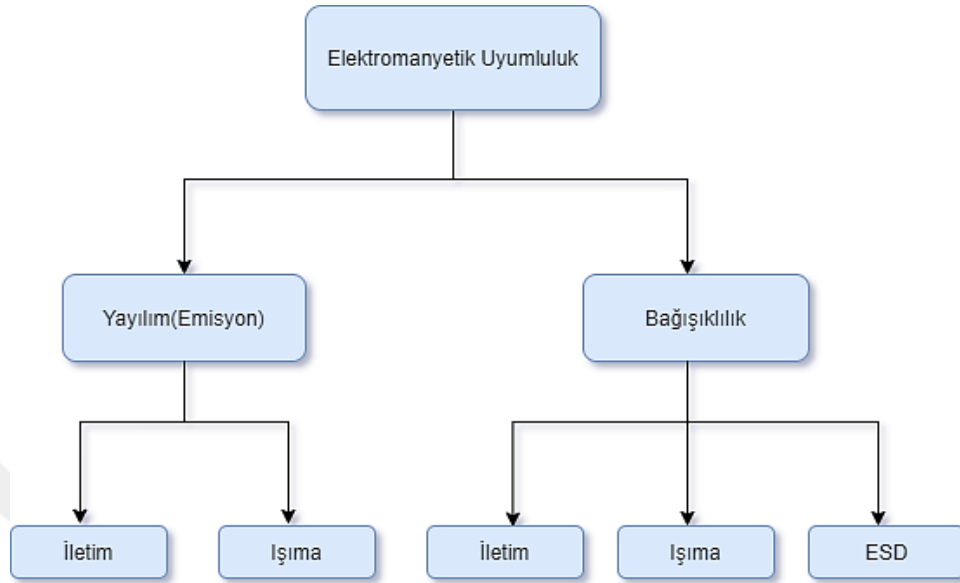 Elektromanyetik Uyumluluk
Yayılım(Emisyon)
Bağışıklılık
İletim
Işıma
İletim
Işıma
ESD